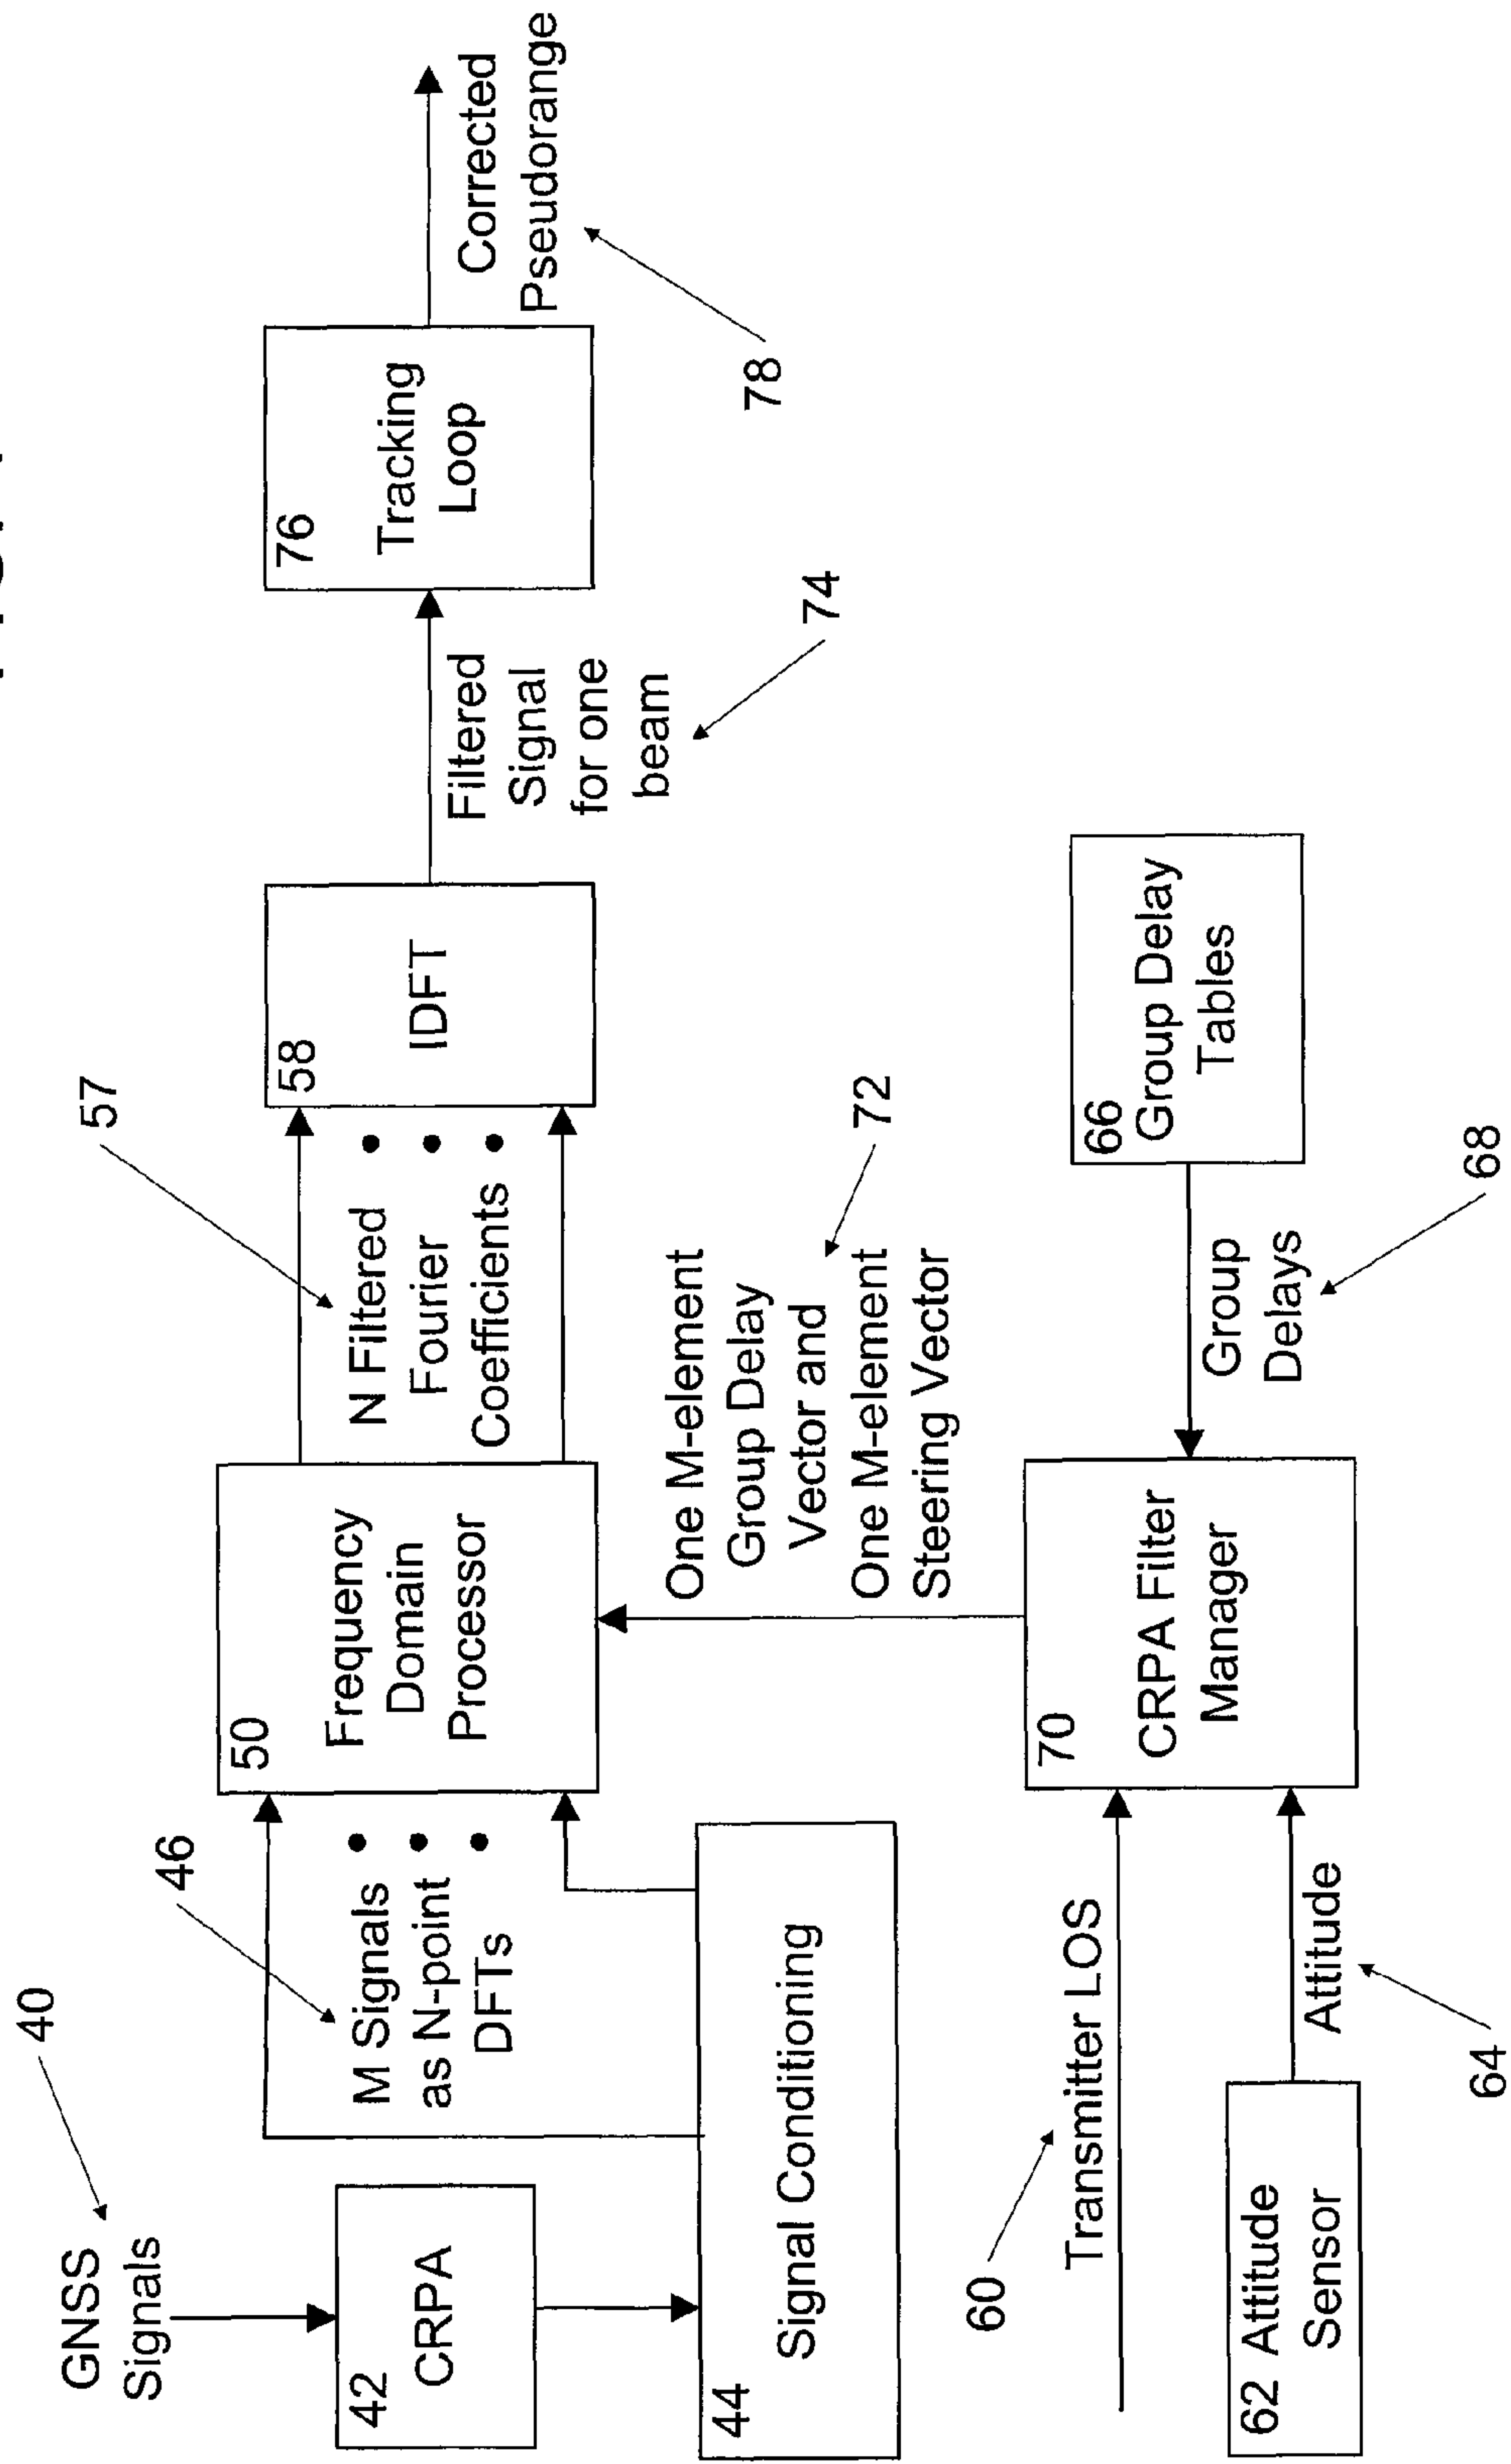 40
GNSS
Signals
42
CRPA
44
Signal Conditioning
46
M Signals
as N-point
DFTs
50
Frequency
Domain
Processor
57
N Filtered
Fourier
Coefficients
58
IDFT
74
Filtered
Signal
for one
beam
76
Tracking
Loop
78
Corrected
Pseudorange
60
Transmitter LOS
62 Attitude
Sensor
64
Attitude
70
CRPA Filter
Manager
72
One M-element
Group Delay
Vector and
One M-element
Steering Vector
68
Group
Delays
66
Group Delay
Tables